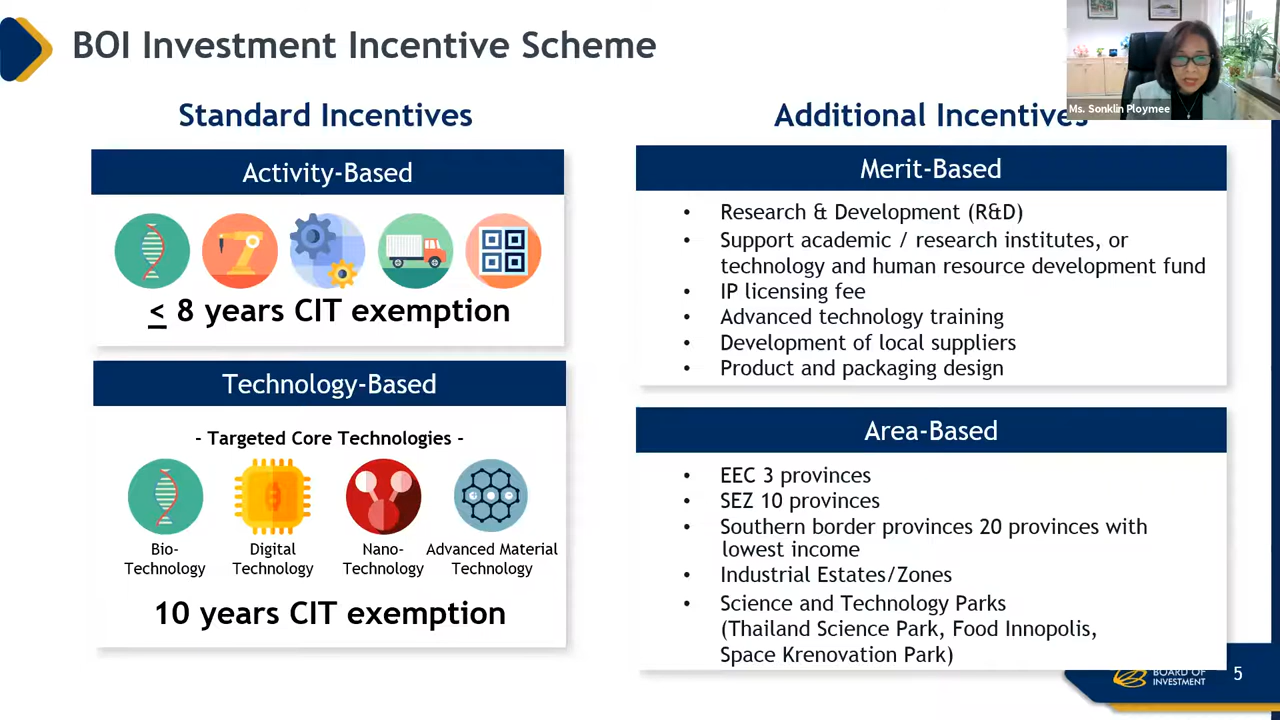 BOI Investment Incentive Scheme
Ms. Sonklin Ploymee
Standard Incentives
Activity-Based
< 8 years CIT exemption
Technology-Based
- Targeted Core Technologies -
Bio-
Technology
Digital
Technology
Nano-
Technology
Advanced Material
Technology
10 years CIT exemption
Additional Incentives
Merit-Based
• Research & Development (R&D)
• Support academic / research institutes, or
technology and human resource development fund
• IP licensing fee
• Advanced technology training
• Development of local suppliers
• Product and packaging design
Area-Based
• EEC 3 provinces
• SEZ 10 provinces
• Southern border provinces 20 provinces with
lowest income
• Industrial Estates/Zones
• Science and Technology Parks
(Thailand Science Park, Food Innopolis,
Space Krenovation Park)
BOARD OF
INVESTMENT
5